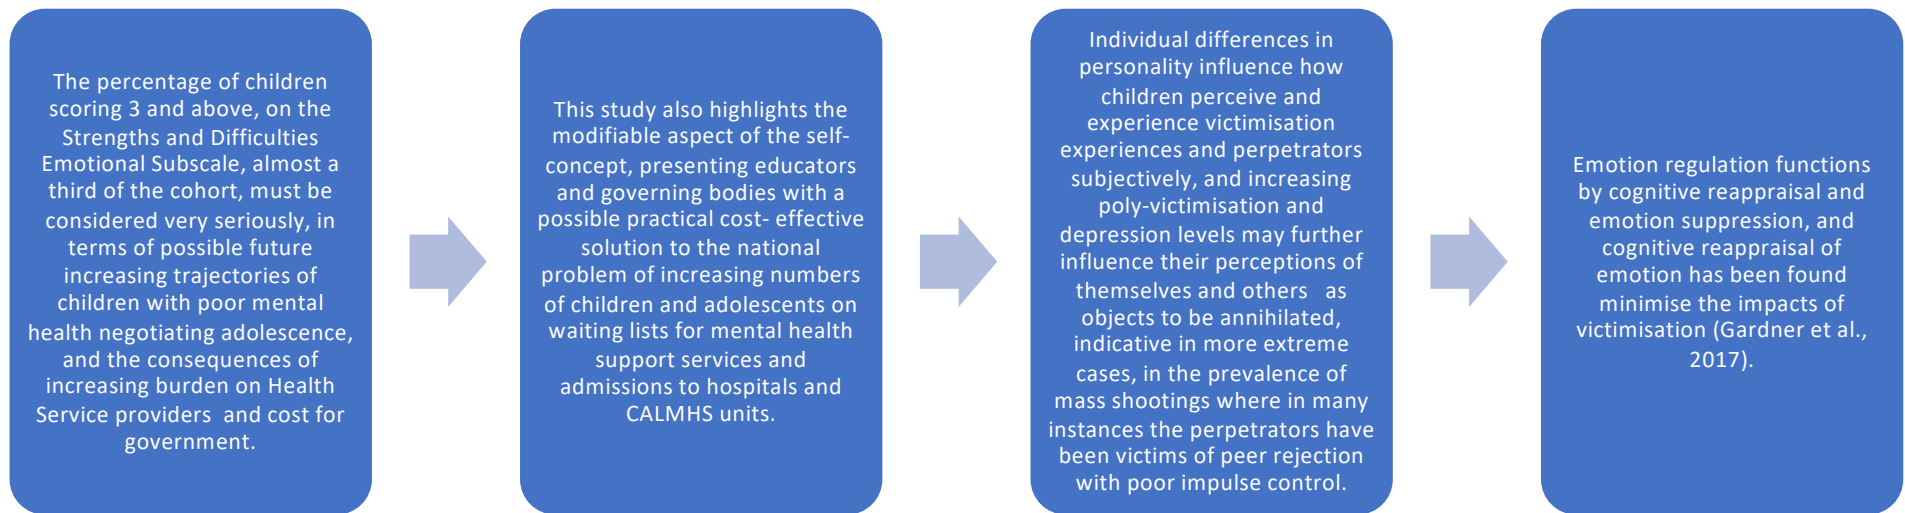 The percentage of children
scoring 3 and above, on the
Strengths and Difficulties
Emotional Subscale, almost a
third of the cohort, must be
considered very seriously, in
terms of possible future
increasing trajectories of
children with poor mental
health negotiating adolescence,
and the consequences of
increasing burden on Health
Service providers and cost for
government.
This study also highlights the
modifiable aspect of the self-
concept, presenting educators
and governing bodies with a
possible practical cost- effective
solution to the national
problem of increasing numbers
of children and adolescents on
waiting lists for mental health
support services and
admissions to hospitals and
CALMHS units.
Individual differences in
personality influence how
children perceive and
experience victimisation
experiences and perpetrators
subjectively, and increasing
poly-victimisation and
depression levels may further
influence their perceptions of
themselves and others as
objects to be annihilated,
indicative in more extreme
cases, in the prevalence of
mass shootings where in many
instances the perpetrators have
been victims of peer rejection
with poor impulse control.
Emotion regulation functions
by cognitive reappraisal and
emotion suppression, and
cognitive reappraisal of
emotion has been found
minimise the impacts of
victimisation (Gardner et al.,
2017).